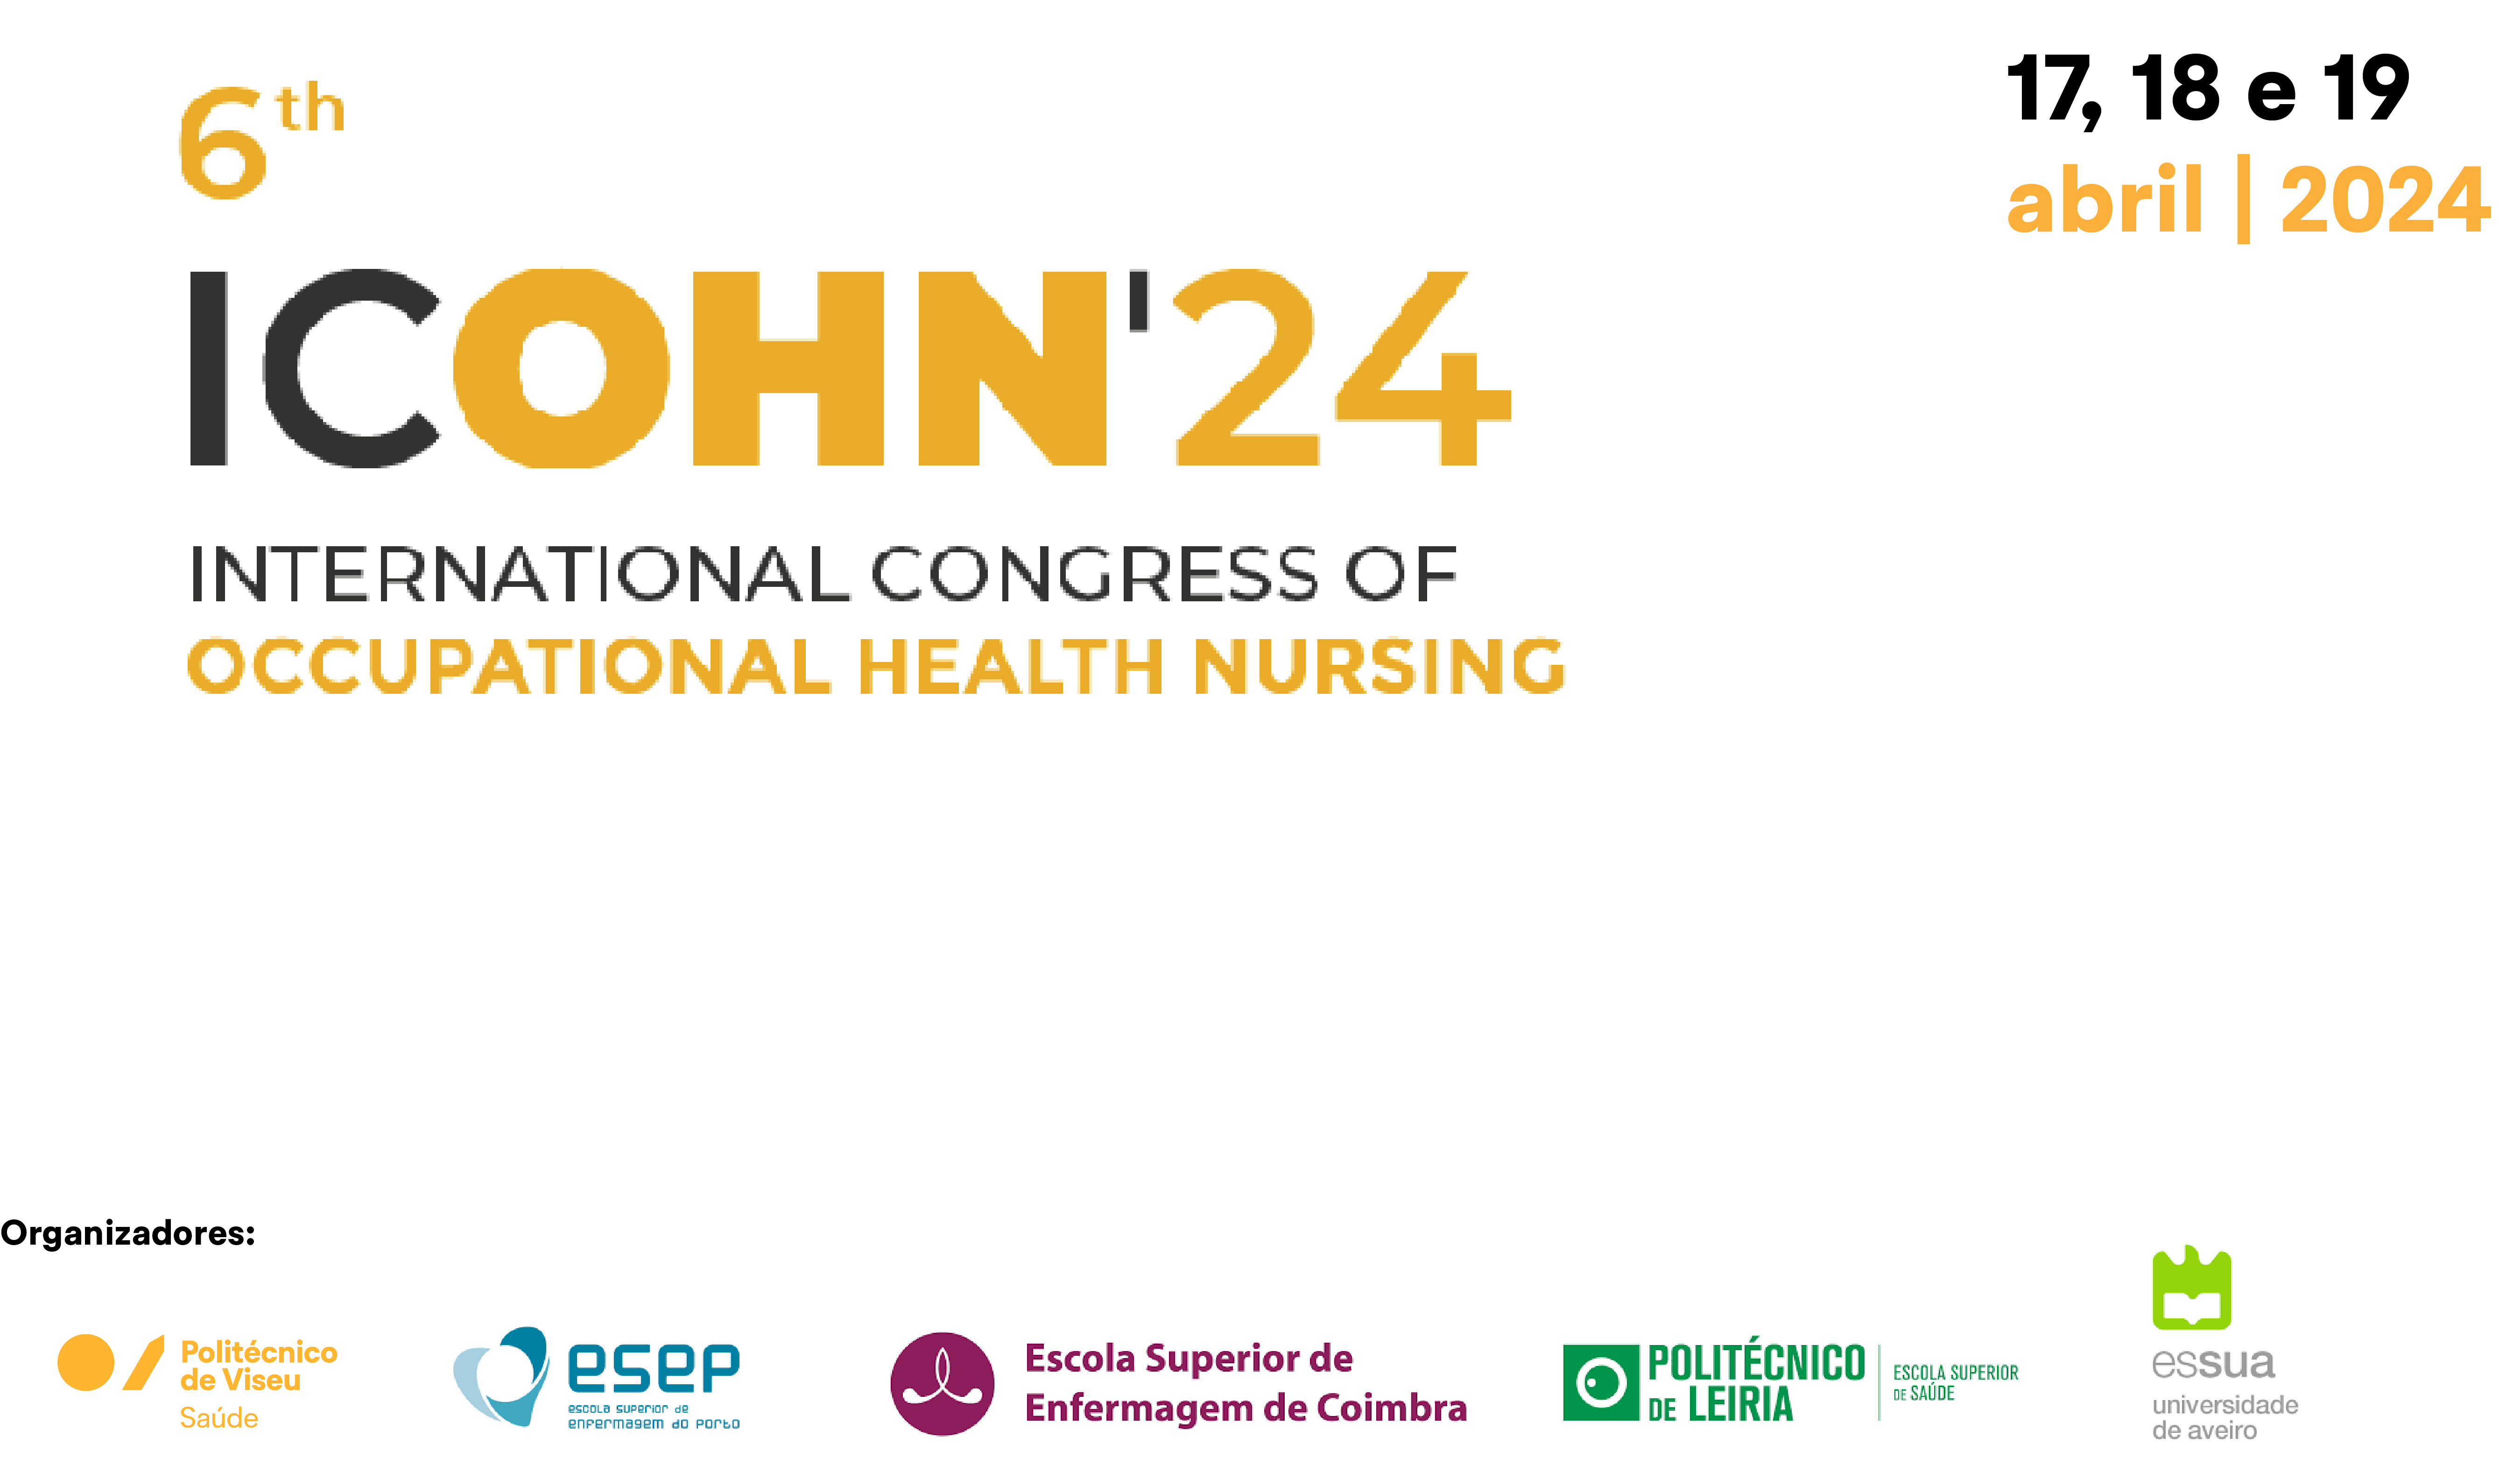 6th
17, 18 e 19
abril | 2024
ICOHN'24
INTERNATIONAL CONGRESS OF
OCCUPATIONAL HEALTH NURSING
Organizadores:
Politécnico
de Viseu
Saúde
esep
escola superior de
enfermagem do porto
Escola Superior de
Enfermagem de Coimbra
POLITÉCNICO
DE LEIRIA
ESCOLA SUPERIOR
DE SAÚDE
essua
universidade
de aveiro